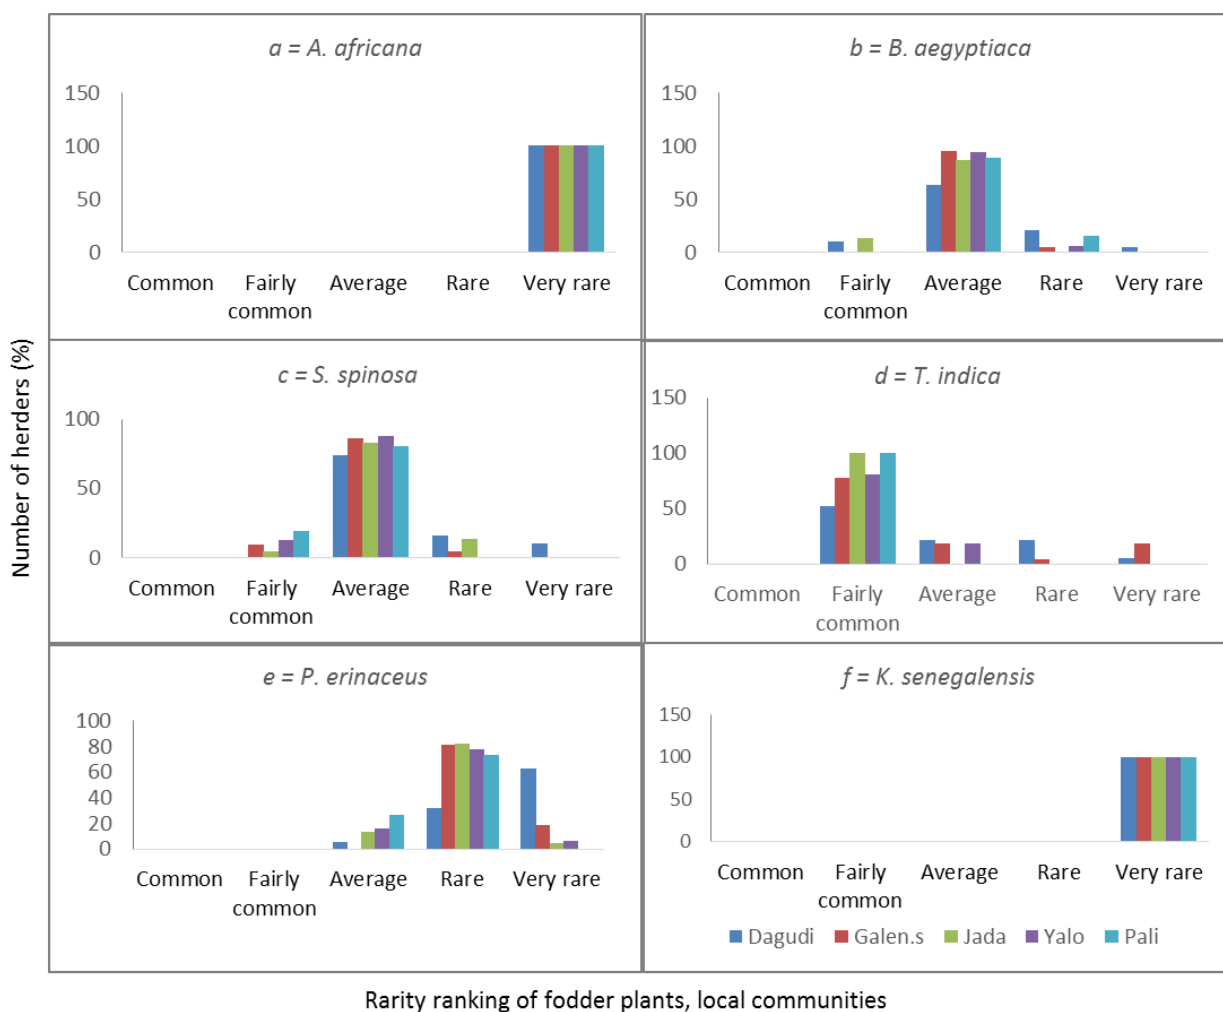 a = A. africana
150
100
50
0
Common Fairly common Average Rare Very rare
b = B. aegyptiaca
150
100
50
0
Common Fairly common Average Rare Very rare
c = S. spinosa
100
50
0
Common Fairly common Average Rare Very rare
d = T. indica
150
100
50
0
Common Fairly common Average Rare Very rare
e = P. erinaceus
100
80
60
40
20
0
Common Fairly common Average Rare Very rare
f = K. senegalensis
150
100
50
0
Common Fairly common Average Rare Very rare
Dagudi Galen.s Jada Yalo Pali
Number of herders (%)
Rarity ranking of fodder plants, local communities